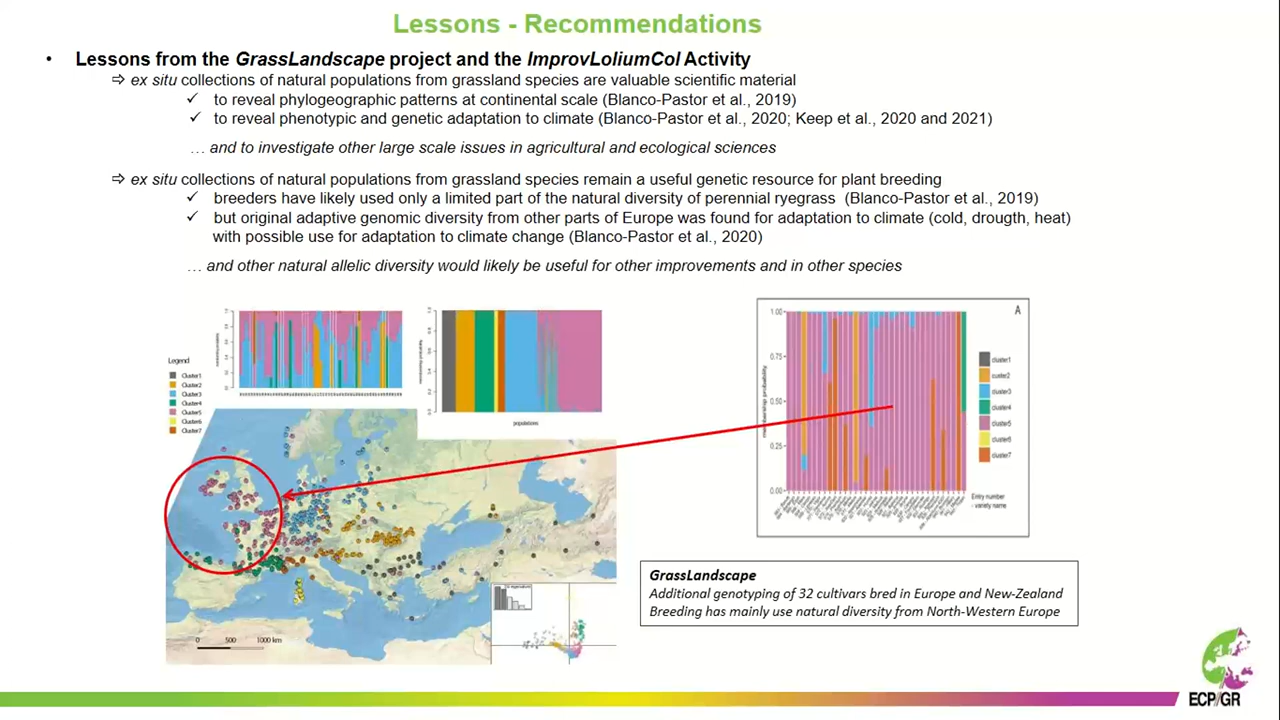 Lessons - Recommendations
• Lessons from the GrassLandscape project and the ImprovLoliumCol Activity
⇨ ex situ collections of natural populations from grassland species are valuable scientific material
✓ to reveal phylogeographic patterns at continental scale (Blanco-Pastor et al., 2019)
✓ to reveal phenotypic and genetic adaptation to climate (Blanco-Pastor et al., 2020; Keep et al., 2020 and 2021)
… and to investigate other large scale issues in agricultural and ecological sciences
⇨ ex situ collections of natural populations from grassland species remain a useful genetic resource for plant breeding
✓ breeders have likely used only a limited part of the natural diversity of perennial ryegrass (Blanco-Pastor et al., 2019)
✓ but original adaptive genomic diversity from other parts of Europe was found for adaptation to climate (cold, drougth, heat)
with possible use for adaptation to climate change (Blanco-Pastor et al., 2020)
… and other natural allelic diversity would likely be useful for other improvements and in other species
Legend
Cluster1
Cluster2
Cluster3
Cluster4
Cluster5
Cluster6
Cluster7
populations
0 500 1000 km
A
1.00
0.75
0.50
0.25
0.00
membership probability
cluster1
cluster2
cluster3
cluster4
cluster5
cluster6
cluster7
Entry number
- variety name
GrassLandscape
Additional genotyping of 32 cultivars bred in Europe and New-Zealand
Breeding has mainly use natural diversity from North-Western Europe
ECP/GR